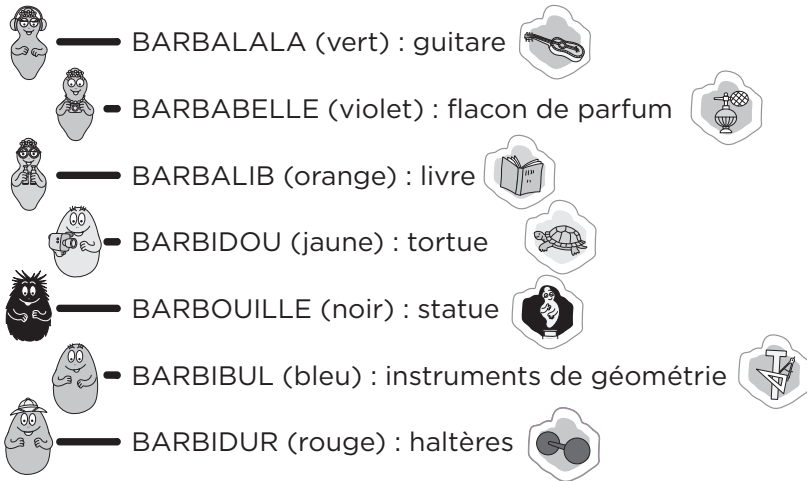 BARBALALA (vert) : guitare
BARBABELLE (violet) : flacon de parfum
BARBALIB (orange) : livre
BARBIDOU (jaune) : tortue
BARBOUILLE (noir) : statue
BARBIBUL (bleu) : instruments de géométrie
BARBIDUR (rouge) : haltères